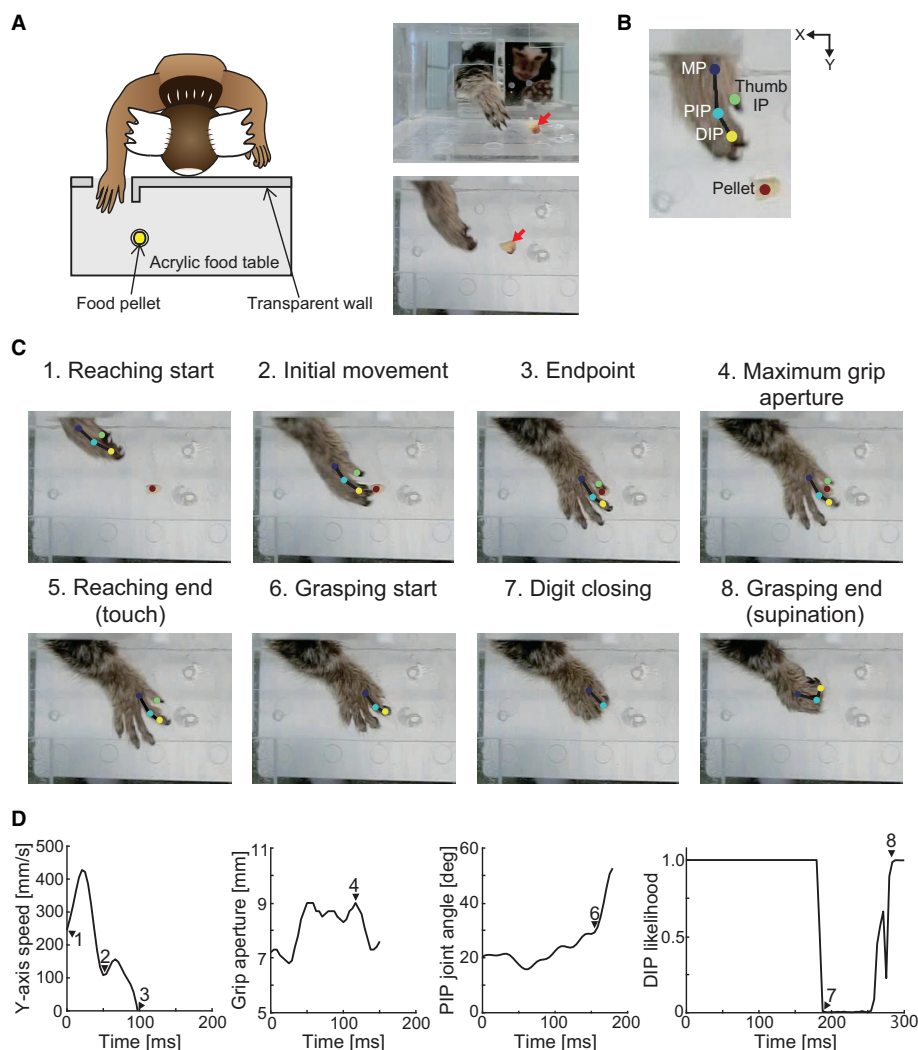 A
B
X
Y
MP
Thumb
IP
PIP
DIP
Pellet
Acrylic food table
Food pellet
Transparent wall
C
1. Reaching start
2. Initial movement
3. Endpoint
4. Maximum grip
aperture
5. Reaching end
(touch)
6. Grasping start
7. Digit closing
8. Grasping end
(supination)
D
Y-axis speed [mm/s]
500
400
300
200
100
0
1
2
3
0
100
200
Time [ms]
Grip aperture [mm]
11
9
7
5
4
0
100
200
Time [ms]
PIP joint angle [deg]
60
40
20
0
6
0
100
200
Time [ms]
DIP likelihood
1.0
0.5
0
7
8
0
100
200
300
Time [ms]